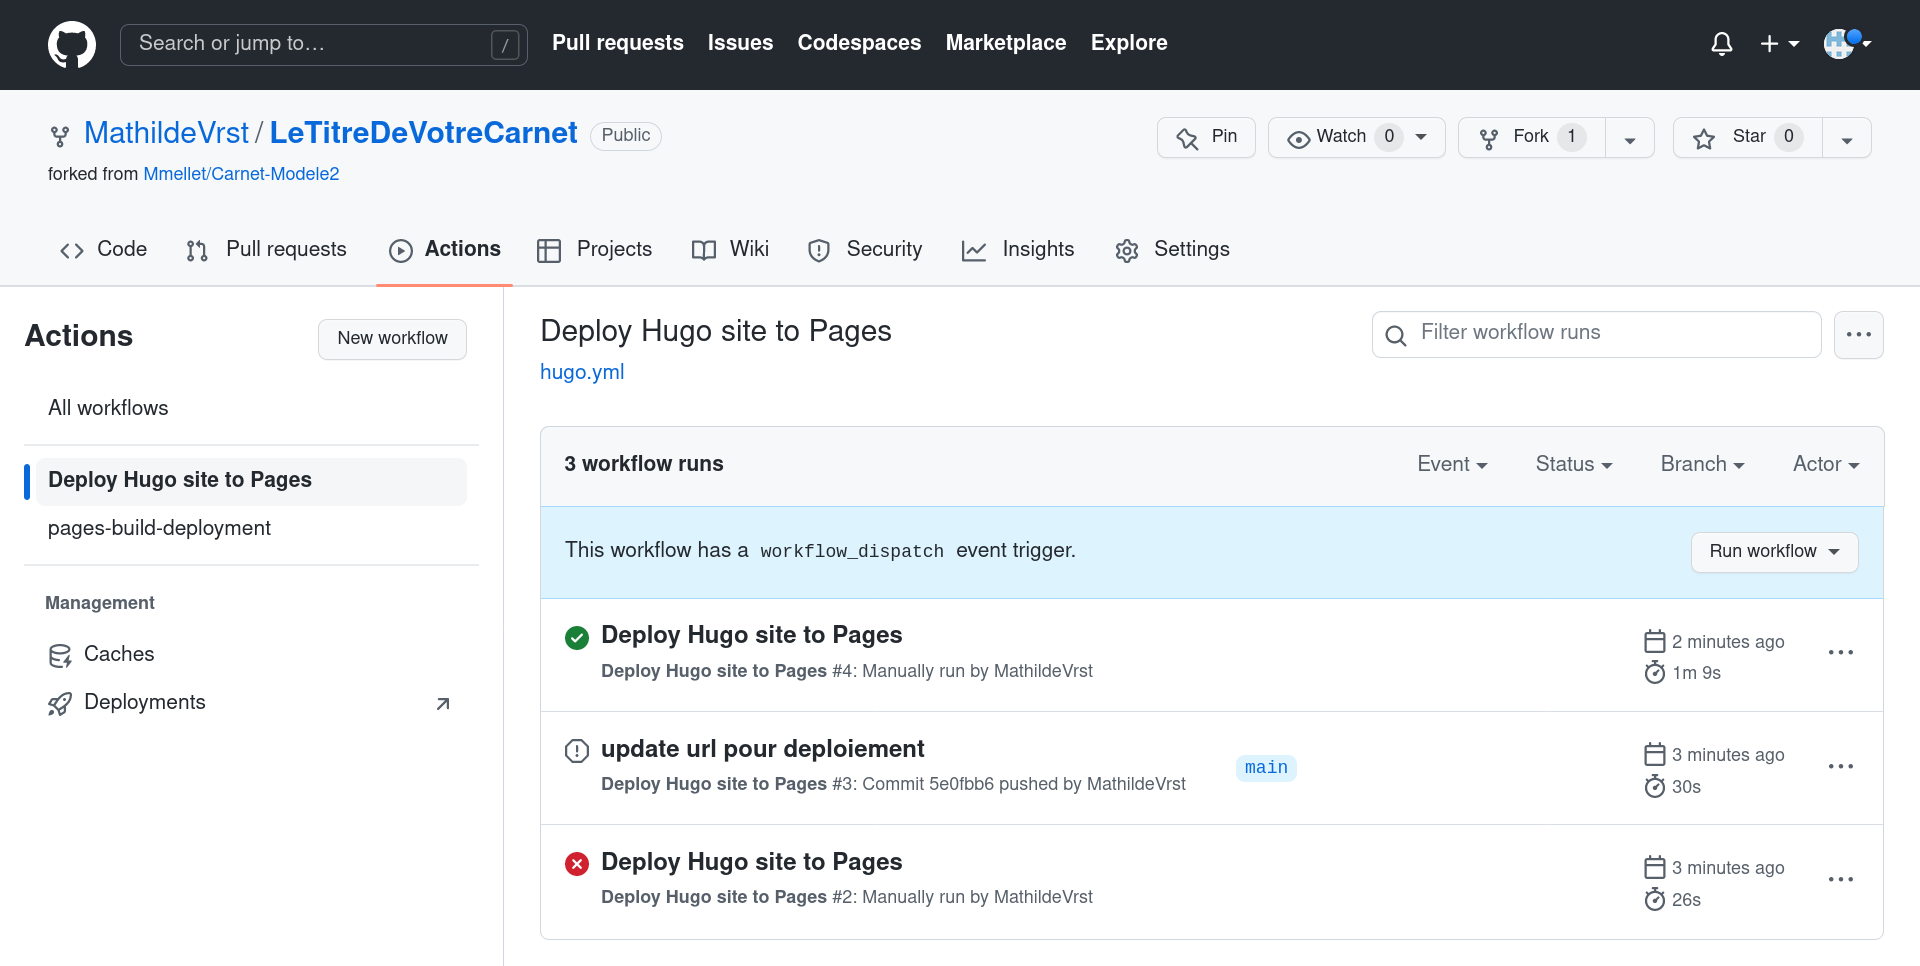 Search or jump to… /
Pull requests Issues Codespaces Marketplace Explore
MathildeVrst / LeTitreDeVotreCarnet Public
forked from Mmellet/Carnet-Modele2
Pin Watch 0 Fork 1 Star 0
Code Pull requests Actions Projects Wiki Security Insights Settings
Actions
New workflow
All workflows
Deploy Hugo site to Pages
pages-build-deployment
Management
Caches
Deployments
Deploy Hugo site to Pages
hugo.yml
Filter workflow runs
3 workflow runs
Event Status Branch Actor
This workflow has a workflow_dispatch event trigger.
Run workflow
Deploy Hugo site to Pages
Deploy Hugo site to Pages #4: Manually run by MathildeVrst
2 minutes ago
1m 9s
update url pour deploiement
Deploy Hugo site to Pages #3: Commit 5e0fbb6 pushed by MathildeVrst
main
3 minutes ago
30s
Deploy Hugo site to Pages
Deploy Hugo site to Pages #2: Manually run by MathildeVrst
3 minutes ago
26s